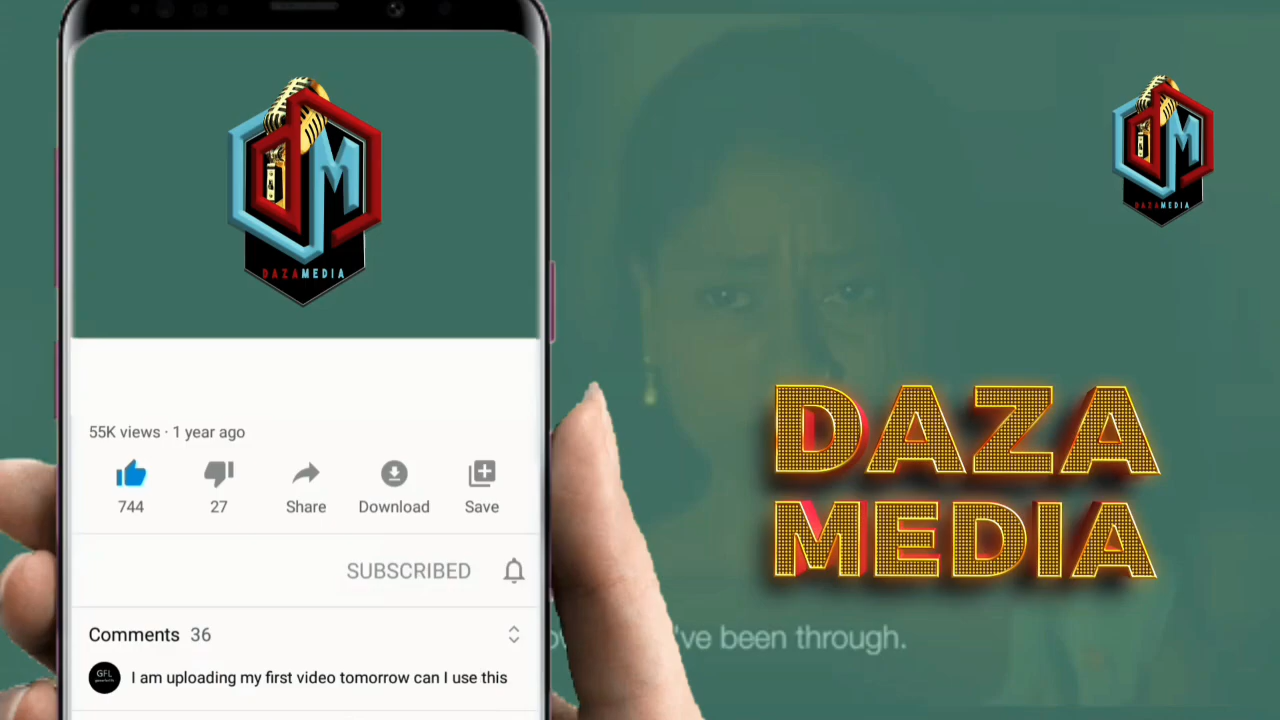 DAZAMEDIA
55K views · 1 year ago
744
27
Share
Download
Save
SUBSCRIBED
Comments 36
GFL
I am uploading my first video tomorrow can I use this
DAZAMEDIA
DAZA
MEDIA
've been through.